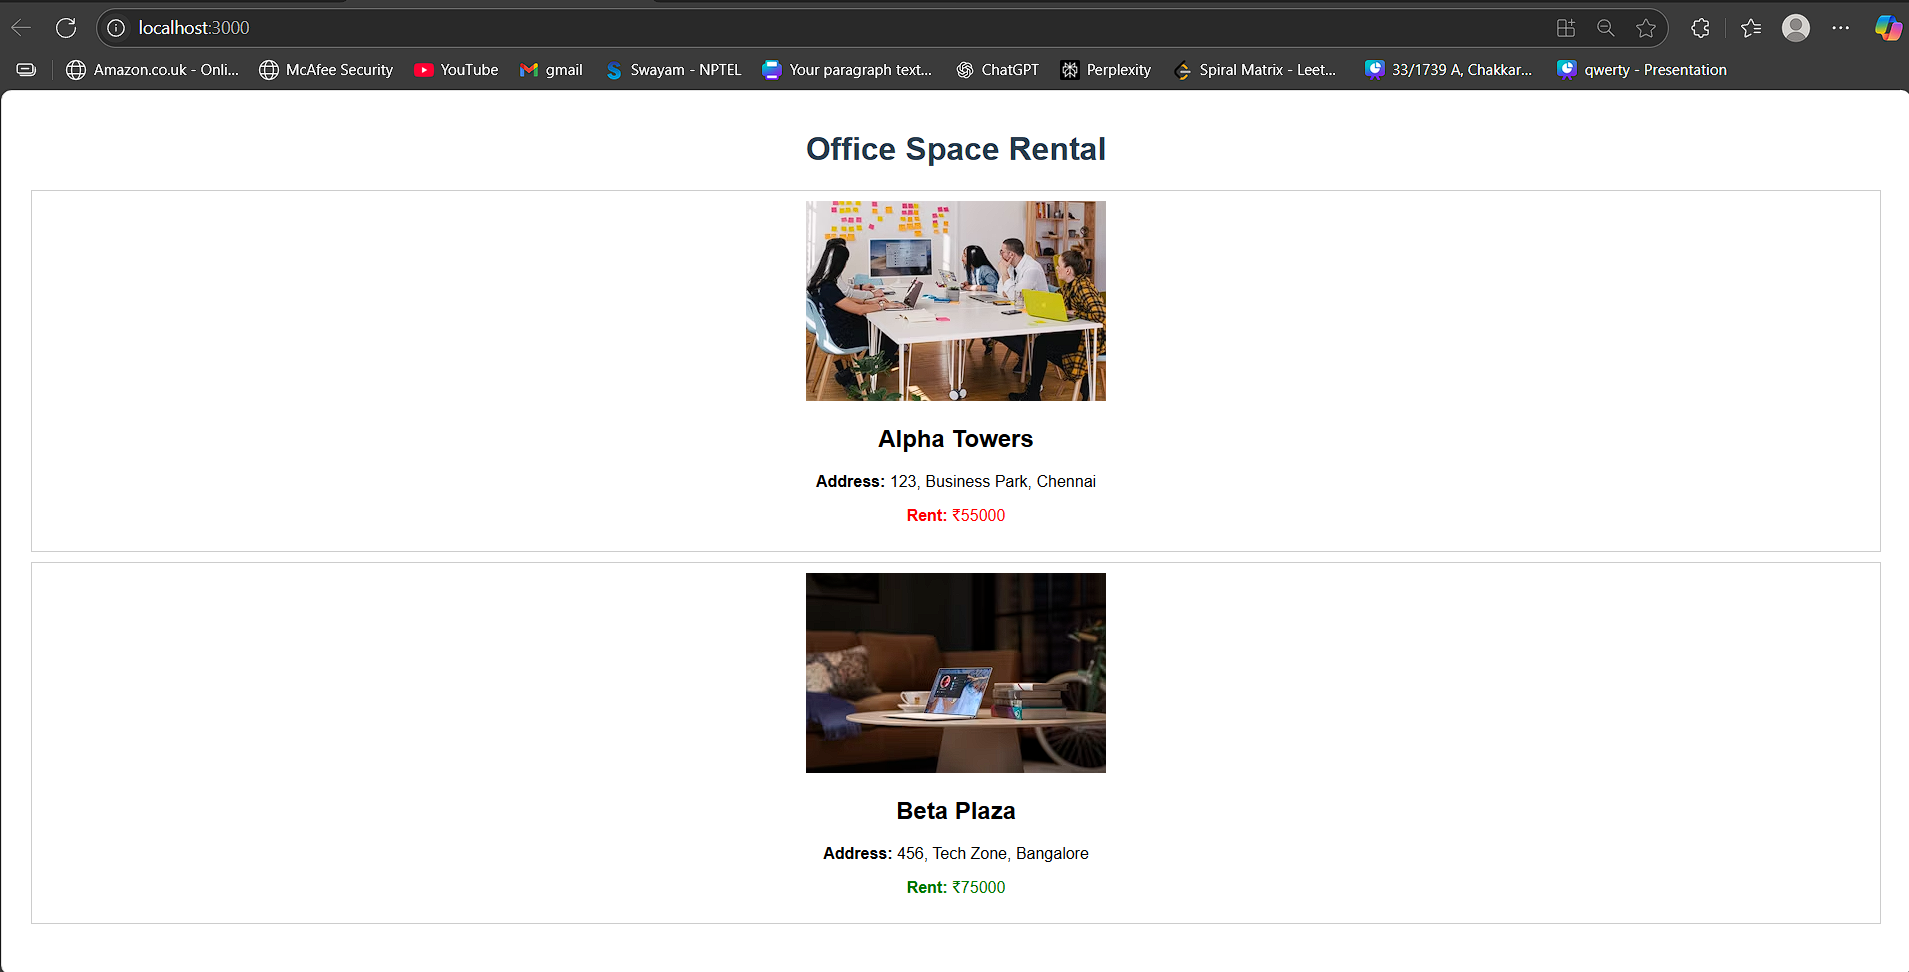 localhost:3000
Amazon.co.uk - Onli... McAfee Security YouTube gmail Swayam - NPTEL Your paragraph text... ChatGPT Perplexity Spiral Matrix - Leet... 33/1739 A, Chakkar... qwerty - Presentation
Office Space Rental
Alpha Towers
Address: 123, Business Park, Chennai
Rent: ₹55000
Beta Plaza
Address: 456, Tech Zone, Bangalore
Rent: ₹75000